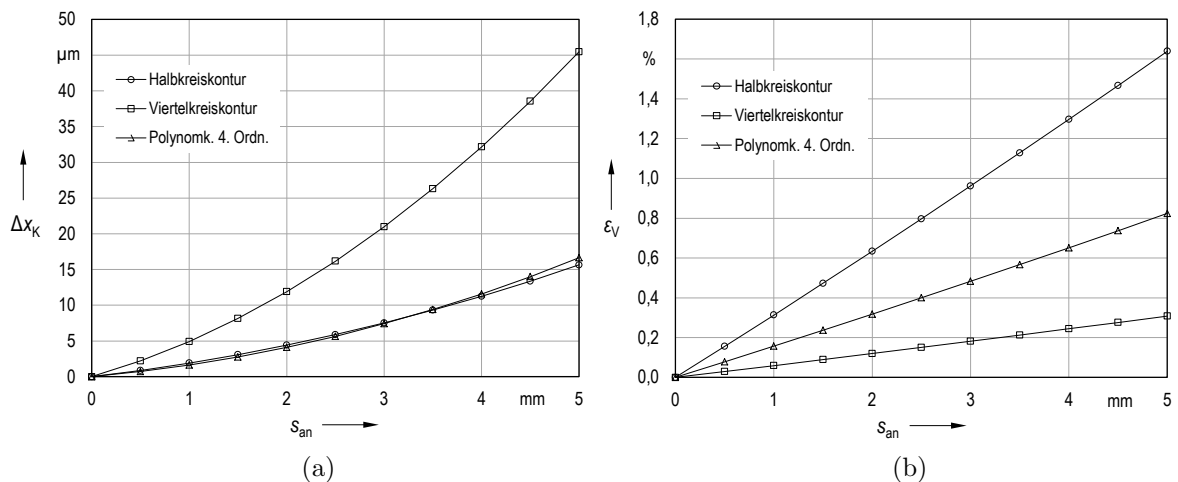 50
µm
40
35
30
25
20
15
10
5
0
Δx_K
Halbkreiskontur
Viertelkreiskontur
Polynomk. 4. Ordn.
0 1 2 3 4 mm 5
s_an
(a)
1,8
%
1,4
1,2
1,0
0,8
0,6
0,4
0,2
0,0
ε_V
Halbkreiskontur
Viertelkreiskontur
Polynomk. 4. Ordn.
0 1 2 3 4 mm 5
s_an
(b)